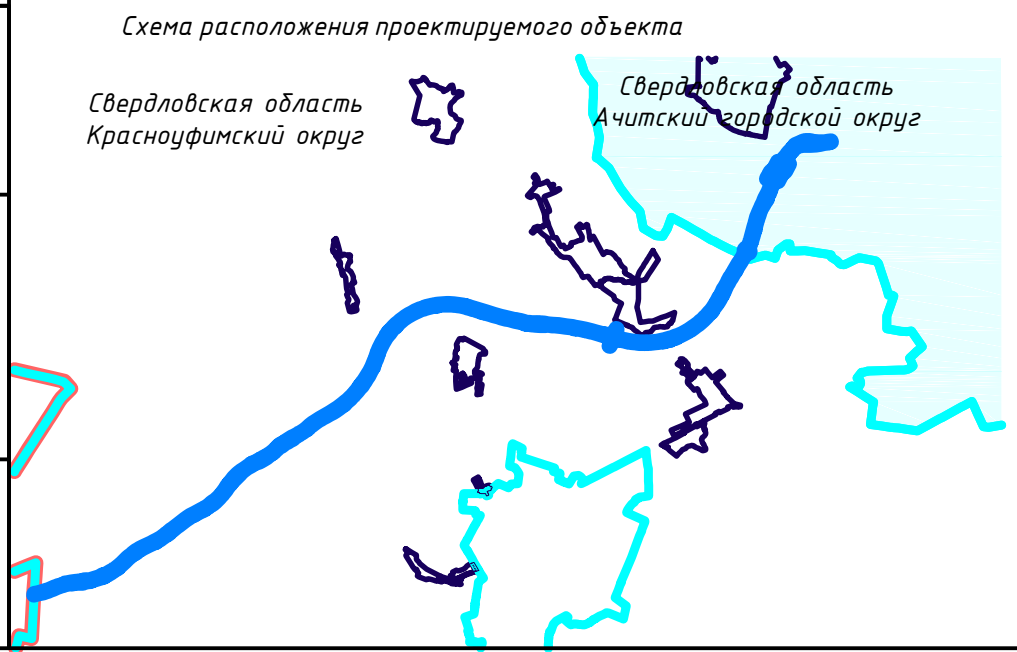 Схема расположения проектируемого объекта
Свердловская область
Красноуфимский округ
Свердловская область
Ачитский городской округ